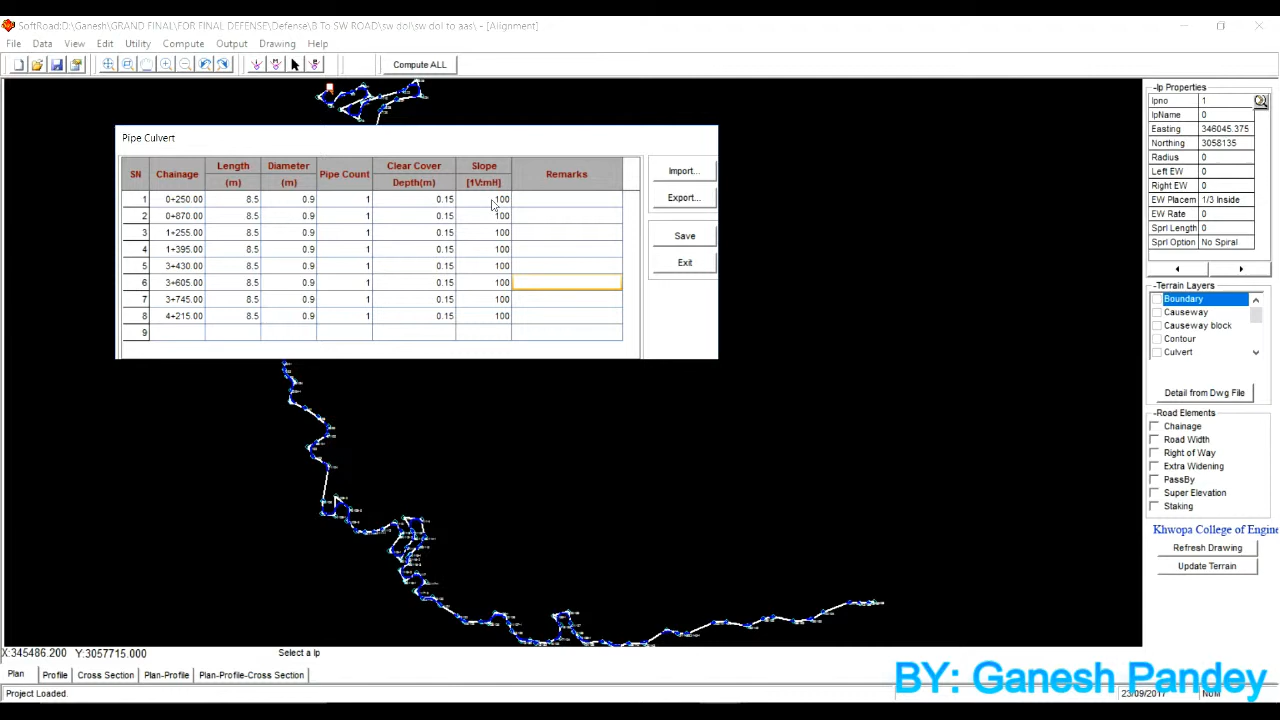 SoftRoad:D:\Ganesh\GRAND FINAL\FOR FINAL DEFENSE\Defense\B To SW ROAD\sw dol\sw dol to aas\ - [Alignment]
File Data View Edit Utility Compute Output Drawing Help
Compute ALL
Pipe Culvert
SN Chainage Length (m) Diameter (m) Pipe Count Clear Cover Depth(m) Slope [1V:mH] Remarks
1 0+250.00 8.5 0.9 1 0.15 100
2 0+870.00 8.5 0.9 1 0.15 100
3 1+255.00 8.5 0.9 1 0.15 100
4 1+395.00 8.5 0.9 1 0.15 100
5 3+430.00 8.5 0.9 1 0.15 100
6 3+605.00 8.5 0.9 1 0.15 100
7 3+745.00 8.5 0.9 1 0.15 100
8 4+215.00 8.5 0.9 1 0.15 100
9
Import...
Export...
Save
Exit
Ip Properties
Ipno 1
IpName 0
Easting 346045.375
Northing 3058135
Radius 0
Left EW 0
Right EW 0
EW Placem 1/3 Inside
EW Rate 0
Sprl Length 0
Sprl Option No Spiral
Terrain Layers
Boundary
Causeway
Causeway block
Contour
Culvert
Detail from Dwg File
Road Elements
Chainage
Road Width
Right of Way
Extra Widening
PassBy
Super Elevation
Staking
Khwopa College of Engine
Refresh Drawing
Update Terrain
X:345486.200 Y:3057715.000 Select a Ip
Plan Profile Cross Section Plan-Profile Plan-Profile-Cross Section
BY: Ganesh Pandey
Project Loaded. 23/09/2017 NUM